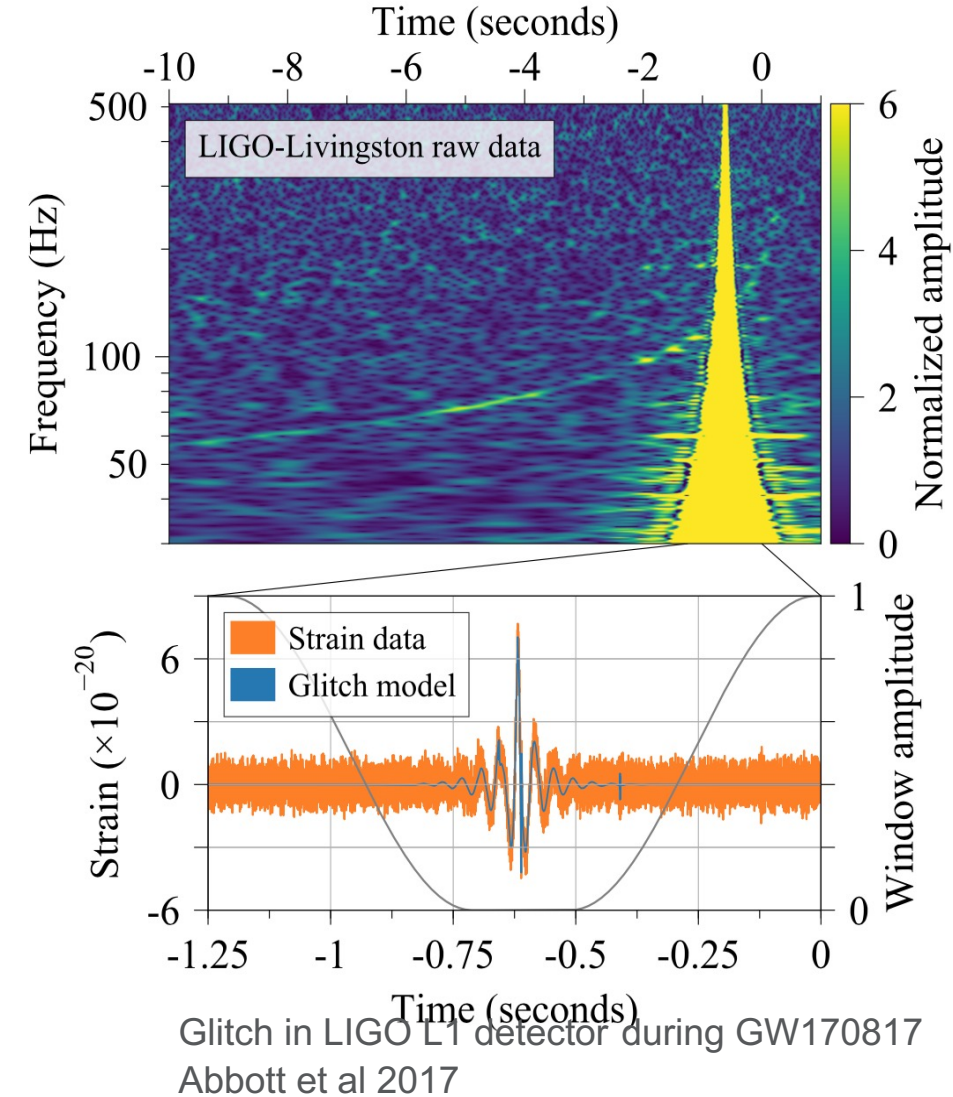 Time (seconds)
-10 -8 -6 -4 -2 0
500
100
50
Frequency (Hz)
LIGO-Livingston raw data
6
4
2
0
Normalized amplitude
Strain data
Glitch model
6
0
-6
Strain (×10⁻²⁰)
1
0
Window amplitude
-1.25 -1 -0.75 -0.5 -0.25 0
Time (seconds)
Glitch in LIGO L1 detector during GW170817
Abbott et al 2017